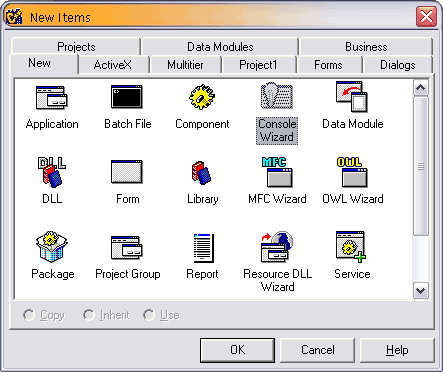 New Items
Projects Data Modules Business
New ActiveX Multitier Project1 Forms Dialogs
Application Batch File Component Console Wizard Data Module
DLL
DLL Form Library MFC MFC Wizard OWL OWL Wizard
Package Project Group Report Resource DLL Wizard Service
Copy Inherit Use
OK Cancel Help